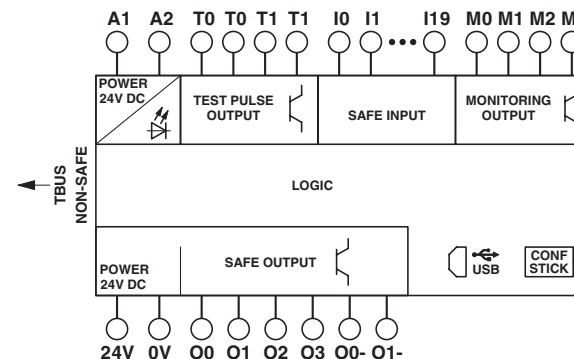 A1 A2 T0 T0 T1 T1 I0 I1 I19 M0 M1 M2
POWER
24V DC
TEST PULSE
OUTPUT
SAFE INPUT
MONITORING
OUTPUT
TBUS
NON-SAFE
LOGIC
POWER
24V DC
SAFE OUTPUT
USB
CONF
STICK
24V 0V O0 O1 O2 O3 O0- O1-